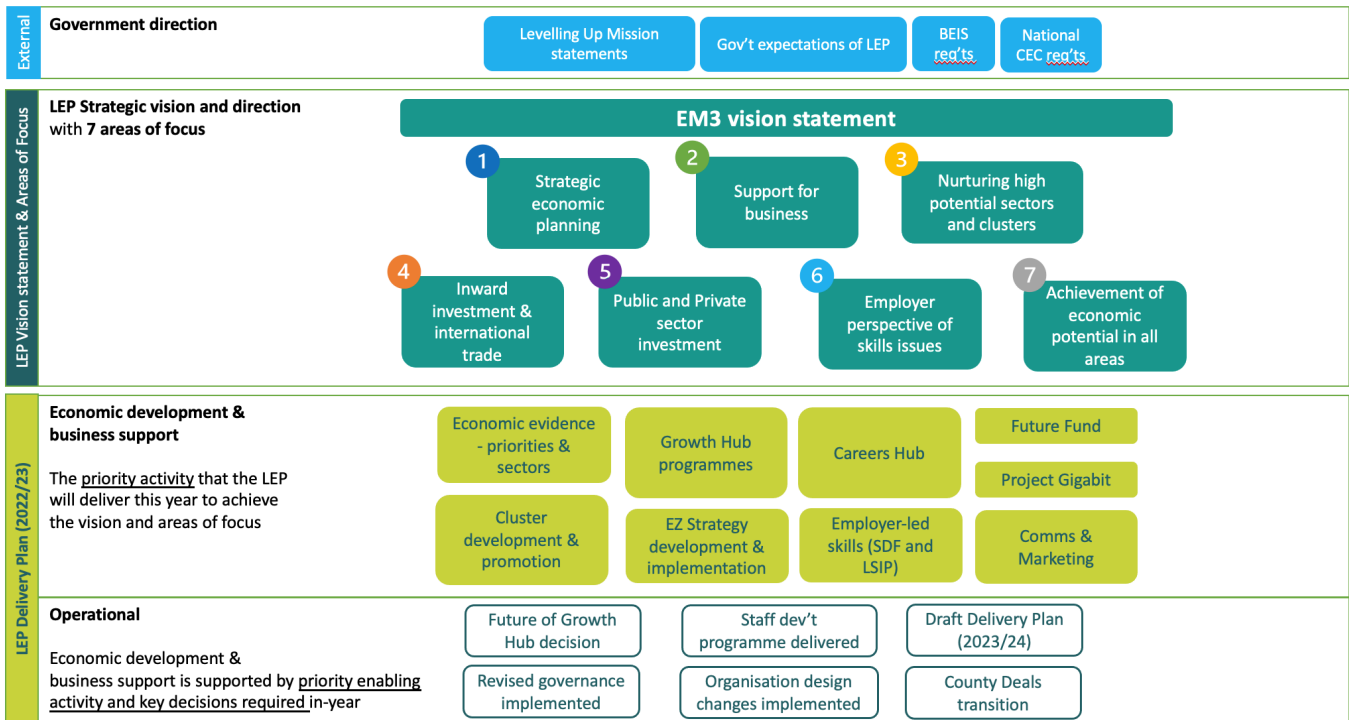 External
Government direction
Levelling Up Mission
statements
Gov’t expectations of LEP
BEIS
req’ts
National
CEC req’ts
LEP Vision statement & Areas of Focus
LEP Strategic vision and direction
with 7 areas of focus
EM3 vision statement
1
Strategic
economic
planning
2
Support for
business
3
Nurturing high
potential sectors
and clusters
4
Inward
investment &
international
trade
5
Public and Private
sector
investment
6
Employer
perspective of
skills issues
7
Achievement of
economic
potential in all
areas
LEP Delivery Plan (2022/23)
Economic development &
business support
The priority activity that the LEP
will deliver this year to achieve
the vision and areas of focus
Economic evidence
- priorities &
sectors
Growth Hub
programmes
Careers Hub
Future Fund
Project Gigabit
Cluster
development &
promotion
EZ Strategy
development &
implementation
Employer-led
skills (SDF and
LSIP)
Comms &
Marketing
Operational
Economic development &
business support is supported by priority enabling
activity and key decisions required in-year
Future of Growth
Hub decision
Staff dev’t
programme delivered
Draft Delivery Plan
(2023/24)
Revised governance
implemented
Organisation design
changes implemented
County Deals
transition